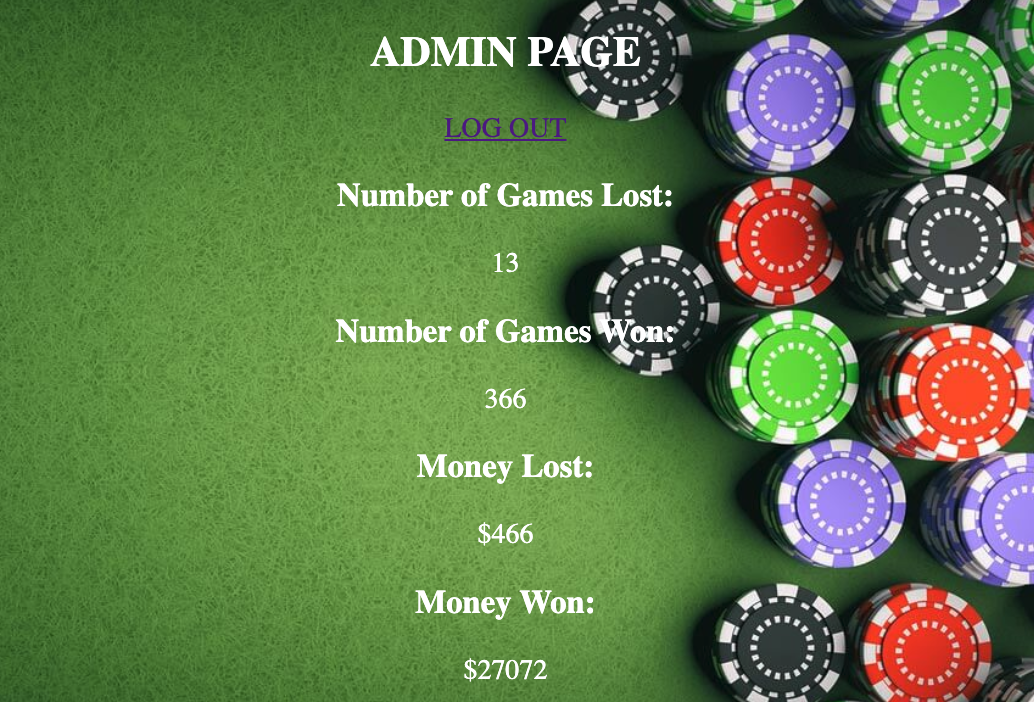 ADMIN PAGE
LOG OUT
Number of Games Lost:
13
Number of Games Won:
366
Money Lost:
$466
Money Won:
$27072